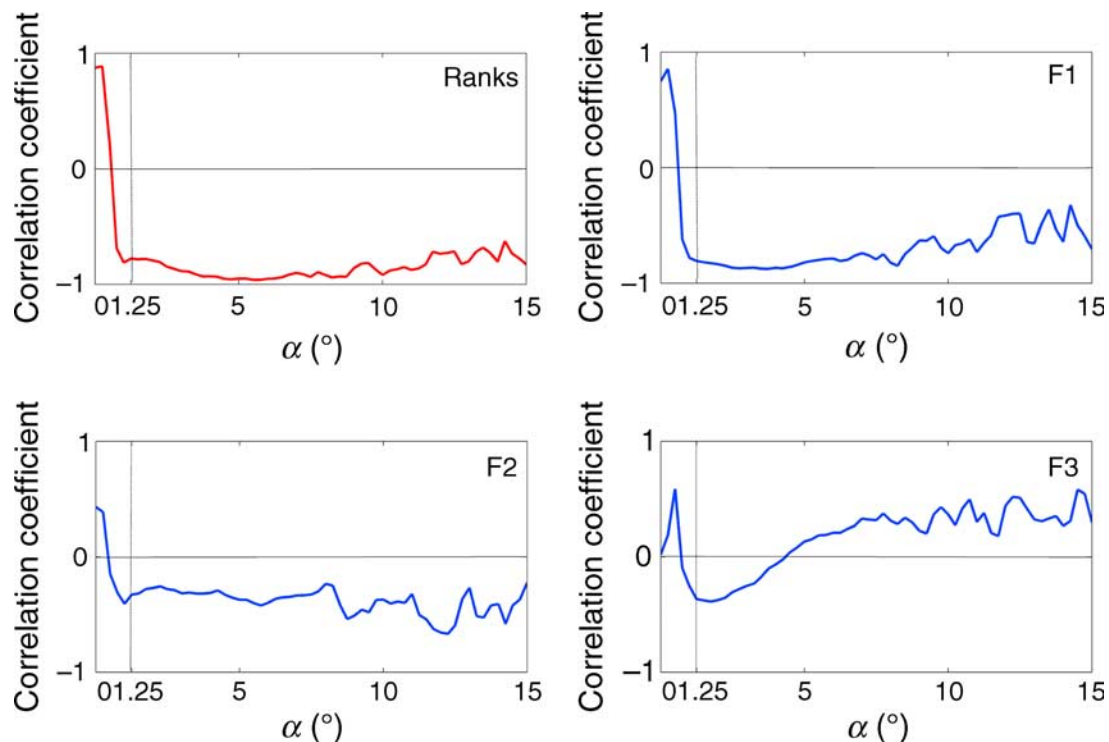 Correlation coefficient
1
0
−1
Ranks
01.25 5 10 15
α (°)
Correlation coefficient
1
0
−1
F1
01.25 5 10 15
α (°)
Correlation coefficient
1
0
−1
F2
01.25 5 10 15
α (°)
Correlation coefficient
1
0
−1
F3
01.25 5 10 15
α (°)